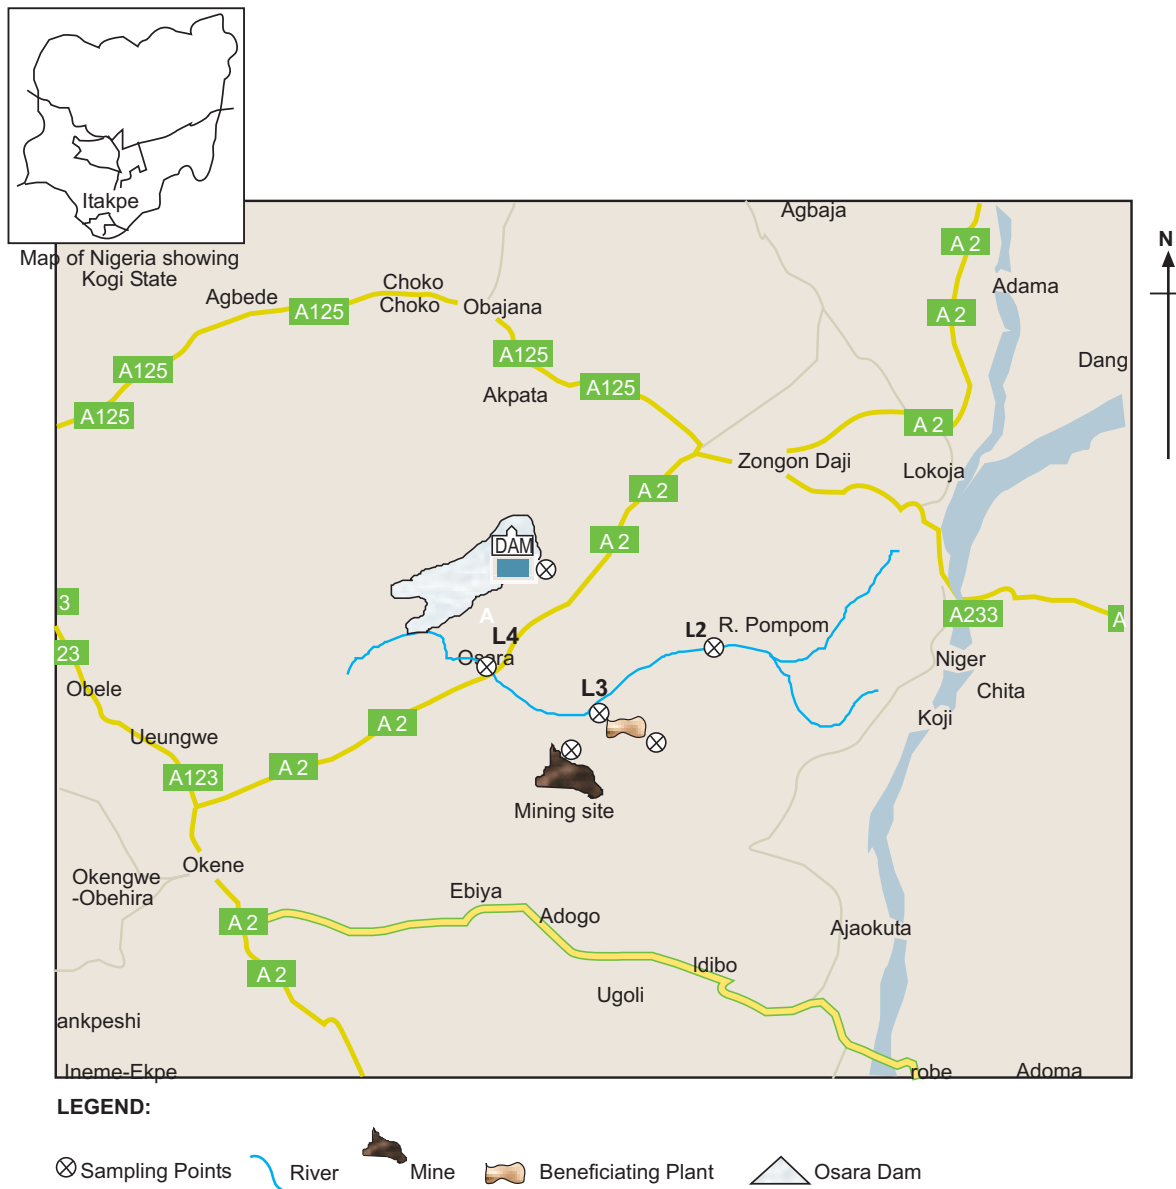 Itakpe
Map of Nigeria showing
Kogi State
N
Agbaja
A 2
Adama
Choko
Choko
Agbede
A125
Obajana
A 2
A125
Dang
A125
Akpata
A125
A125
A 2
Zongon Daji
Lokoja
A 2
A 2
DAM
3
A
L4
Osara
L2
R. Pompom
A233
A
23
Niger
Obele
L3
Chita
Koji
Ueungwe
A 2
A123
A 2
Mining site
Okene
Okengwe
-Obehira
Ebiya
A 2
Adogo
Ajaokuta
A 2
Idibo
Ugoli
ankpeshi
Ineme-Ekpe
robe
Adoma
LEGEND:
Sampling Points
River
Mine
Beneficiating Plant
Osara Dam